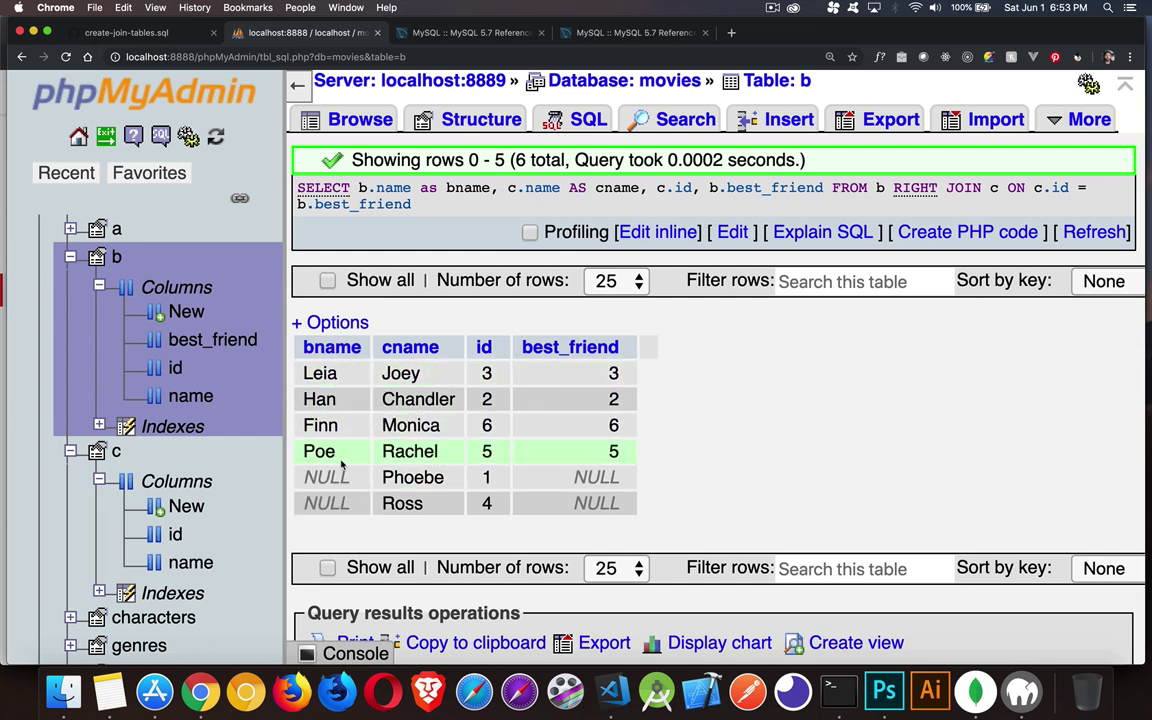 Chrome File Edit View History Bookmarks People Window Help 100% Sat Jun 1 6:53 PM
create-join-tables.sql × localhost:8888 / localhost / mo × MySQL :: MySQL 5.7 Referenc × MySQL :: MySQL 5.7 Referenc × +
localhost:8888/phpMyAdmin/tbl_sql.php?db=movies&table=b
phpMyAdmin
Recent Favorites
a
b
Columns
New
best_friend
id
name
Indexes
c
Columns
New
id
name
Indexes
characters
genres
Server: localhost:8889 » Database: movies » Table: b
Browse Structure SQL Search Insert Export Import More
Showing rows 0 - 5 (6 total, Query took 0.0002 seconds.)
SELECT b.name as bname, c.name AS cname, c.id, b.best_friend FROM b RIGHT JOIN c ON c.id =
b.best_friend
Profiling [Edit inline] [ Edit ] [ Explain SQL ] [ Create PHP code ] [ Refresh]
Show all | Number of rows: 25 Filter rows: Search this table Sort by key: None
+ Options
bname cname id best_friend
Leia Joey 3 3
Han Chandler 2 2
Finn Monica 6 6
Poe Rachel 5 5
NULL Phoebe 1 NULL
NULL Ross 4 NULL
Show all | Number of rows: 25 Filter rows: Search this table Sort by key: None
Query results operations
Print Copy to clipboard Export Display chart Create view
Console
Ps Ai